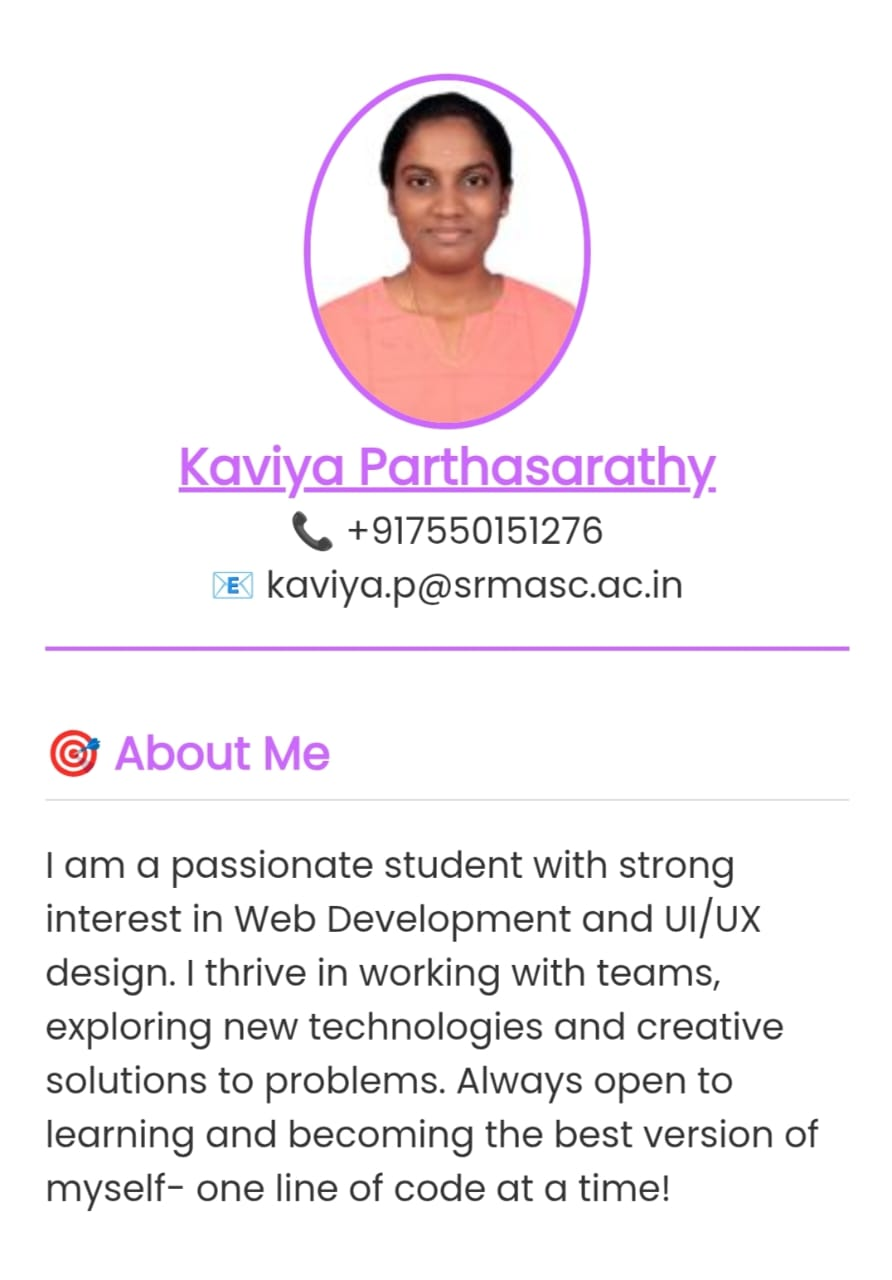 Kaviya Parthasarathy
+917550151276
kaviya.p@srmasc.ac.in
About Me
I am a passionate student with strong
interest in Web Development and UI/UX
design. I thrive in working with teams,
exploring new technologies and creative
solutions to problems. Always open to
learning and becoming the best version of
myself- one line of code at a time!